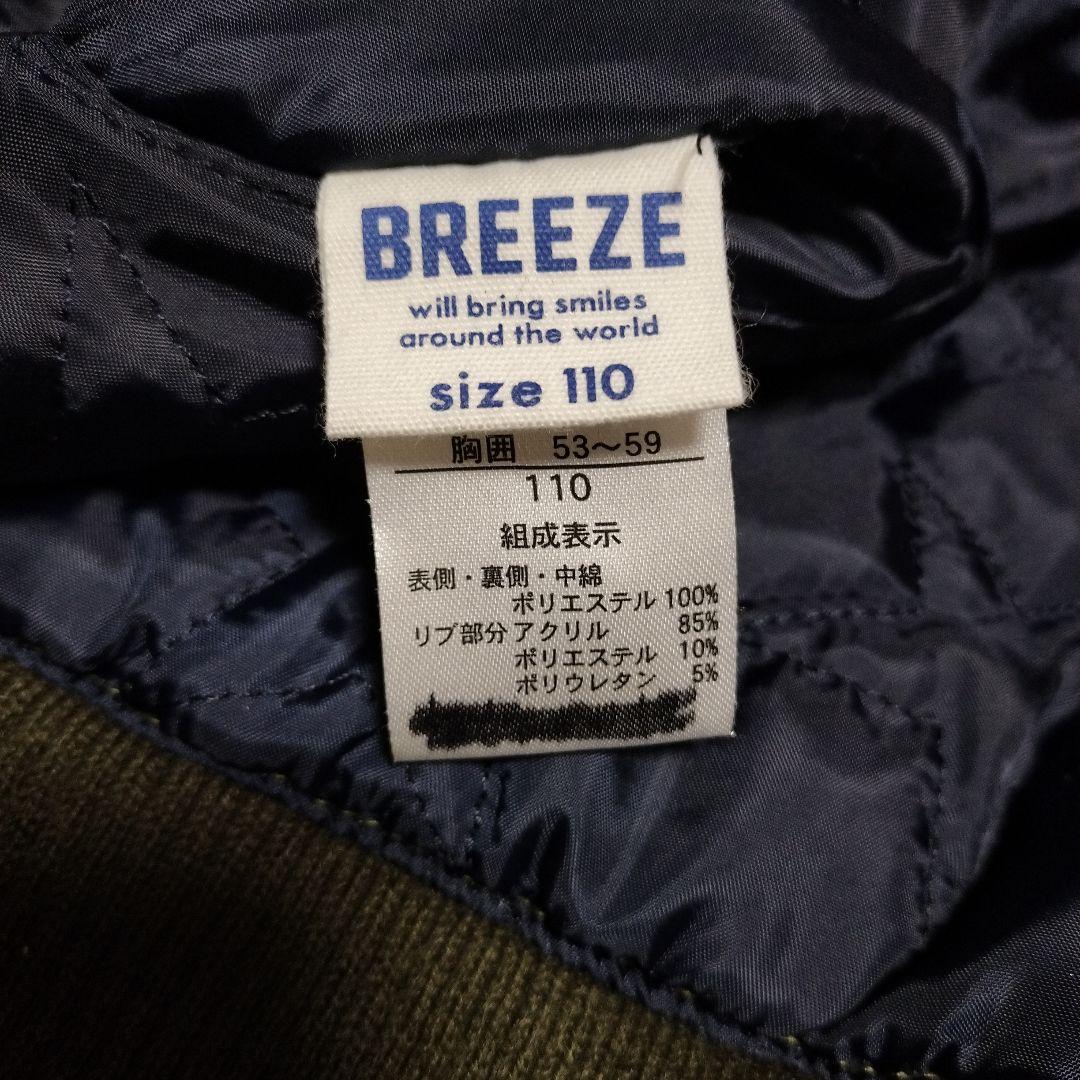 BREEZE
will bring smiles
around the world
size 110
胸囲 53～59
110
組成表示
表側・裏側・中綿
ポリエステル 100%
リブ部分 アクリル 85%
ポリエステル 10%
ポリウレタン 5%